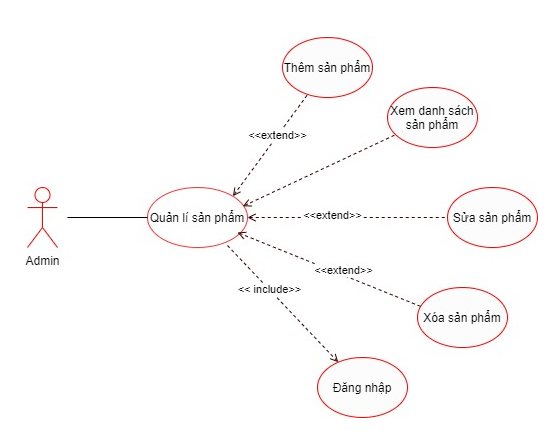 Thêm sản phẩm
Xem danh sách
sản phẩm
<<extend>>
Quản lí sản phẩm
<<extend>>
Sửa sản phẩm
Admin
<<extend>>
<< include>>
Xóa sản phẩm
Đăng nhập